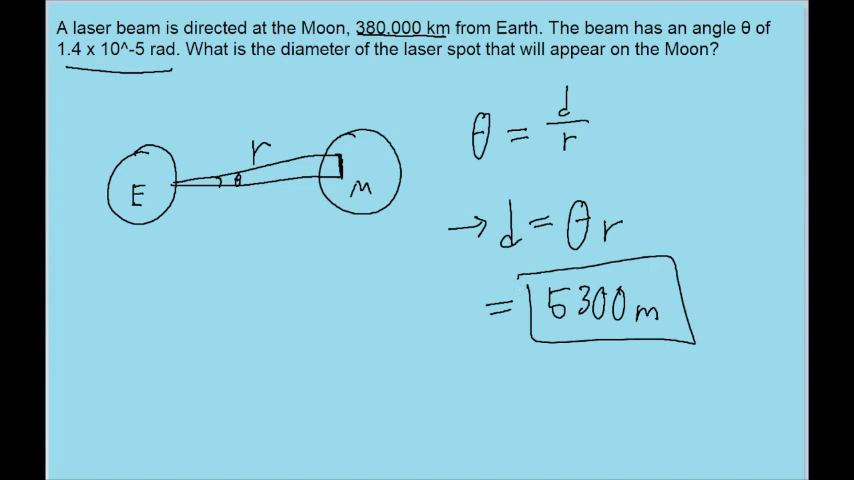 A laser beam is directed at the Moon, 380.000 km from Earth. The beam has an angle θ of
1.4 x 10^-5 rad. What is the diameter of the laser spot that will appear on the Moon?
E
r
θ
M
θ = d/r
→ d = θ r
= 5300 m